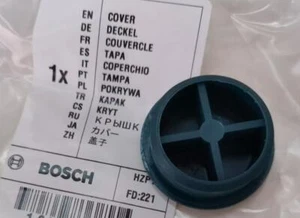 EN COVER
DE DECKEL
FR COUVERCLE
ES TAPA
IT COPERCHIO
PT TAMPA
PL POKRYWA
TR KAPAK
CS KRYT
RU КРЫШК
JA カバー
ZH 盖子
1x
BOSCH
HZP
FD:221